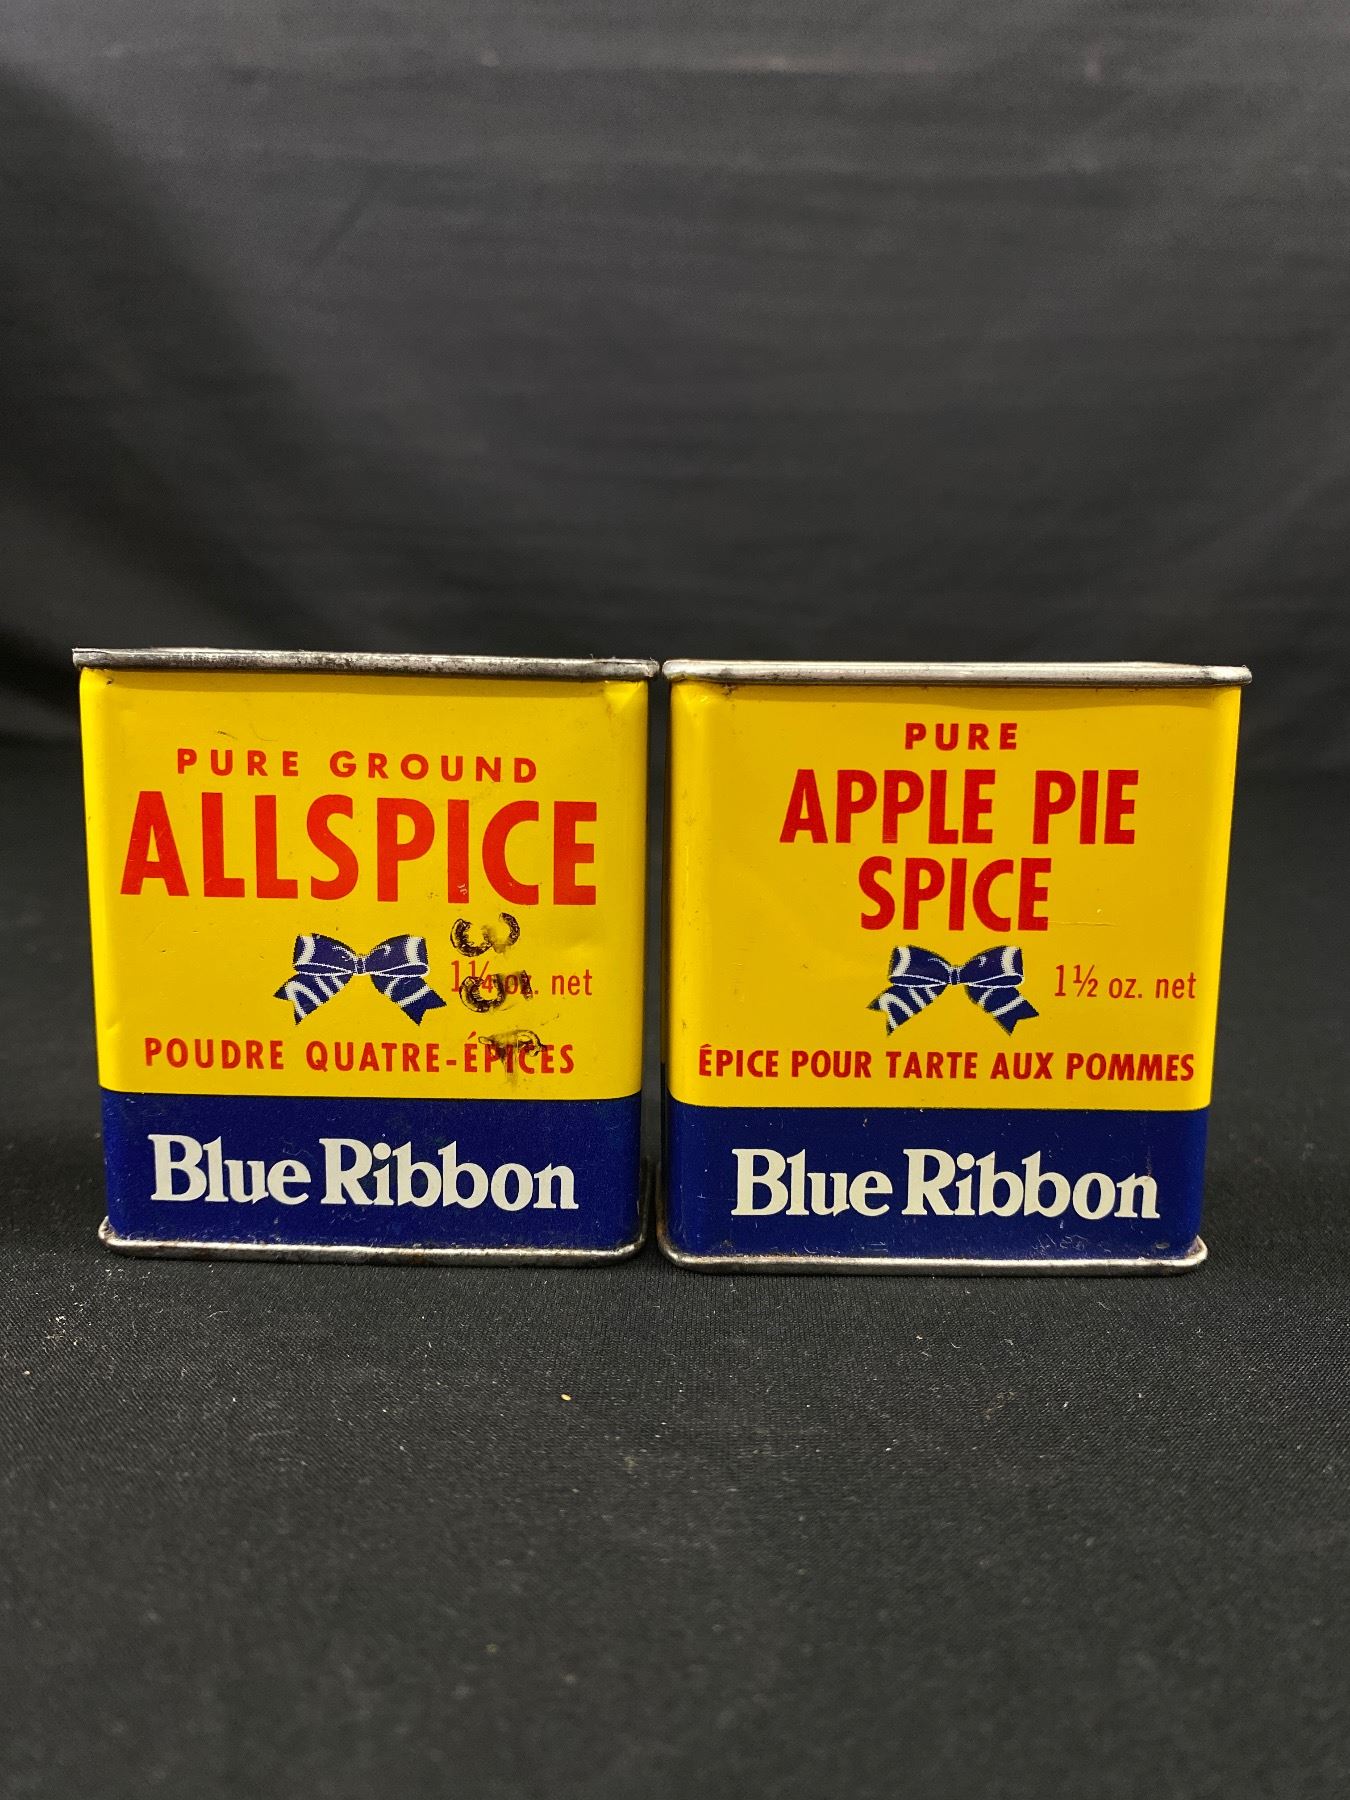 PURE GROUND
ALLSPICE
1¼ oz. net
POUDRE QUATRE-ÉPICES
Blue Ribbon
PURE
APPLE PIE
SPICE
1½ oz. net
ÉPICE POUR TARTE AUX POMMES
Blue Ribbon